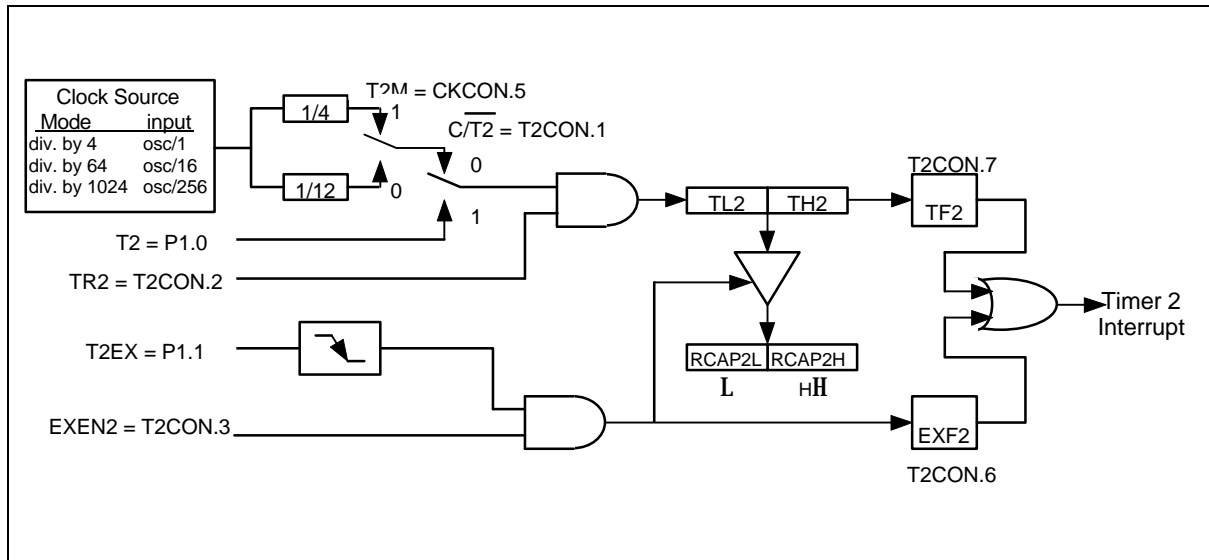 Clock Source
Mode input
div. by 4 osc/1
div. by 64 osc/16
div. by 1024 osc/256
1/4
1/12
T2M = CKCON.5
1
0
C/T2 = T2CON.1
0
1
T2 = P1.0
TR2 = T2CON.2
TL2 TH2
T2CON.7
TF2
Timer 2
Interrupt
T2EX = P1.1
RCAP2L RCAP2H
L HH
EXEN2 = T2CON.3
EXF2
T2CON.6